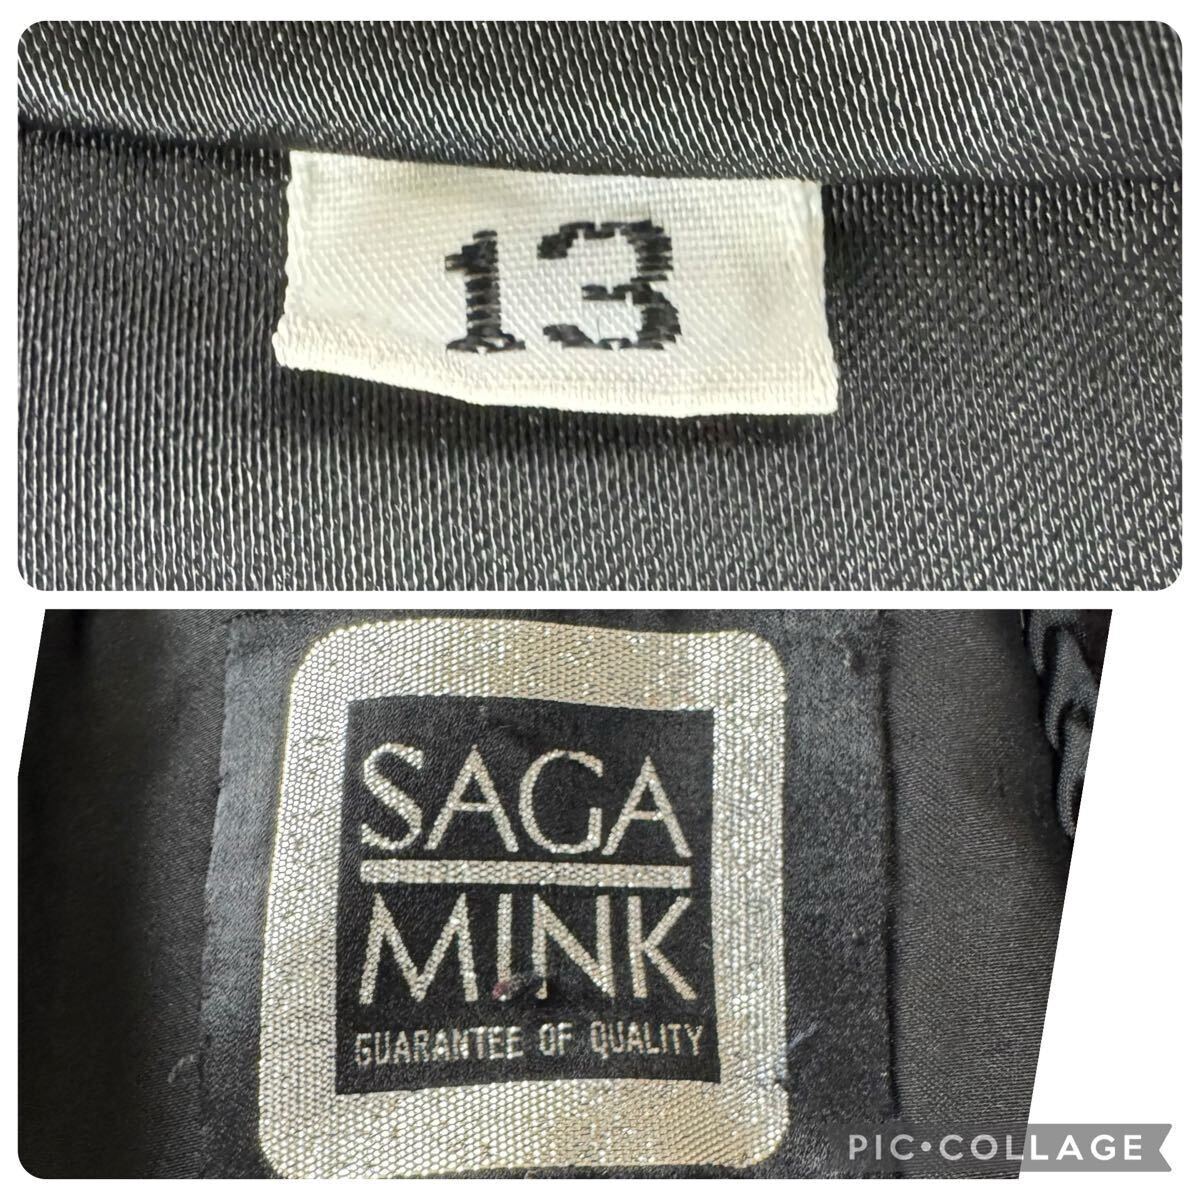 13
SAGA
MINK
GUARANTEE OF QUALITY
PIC•COLLAGE